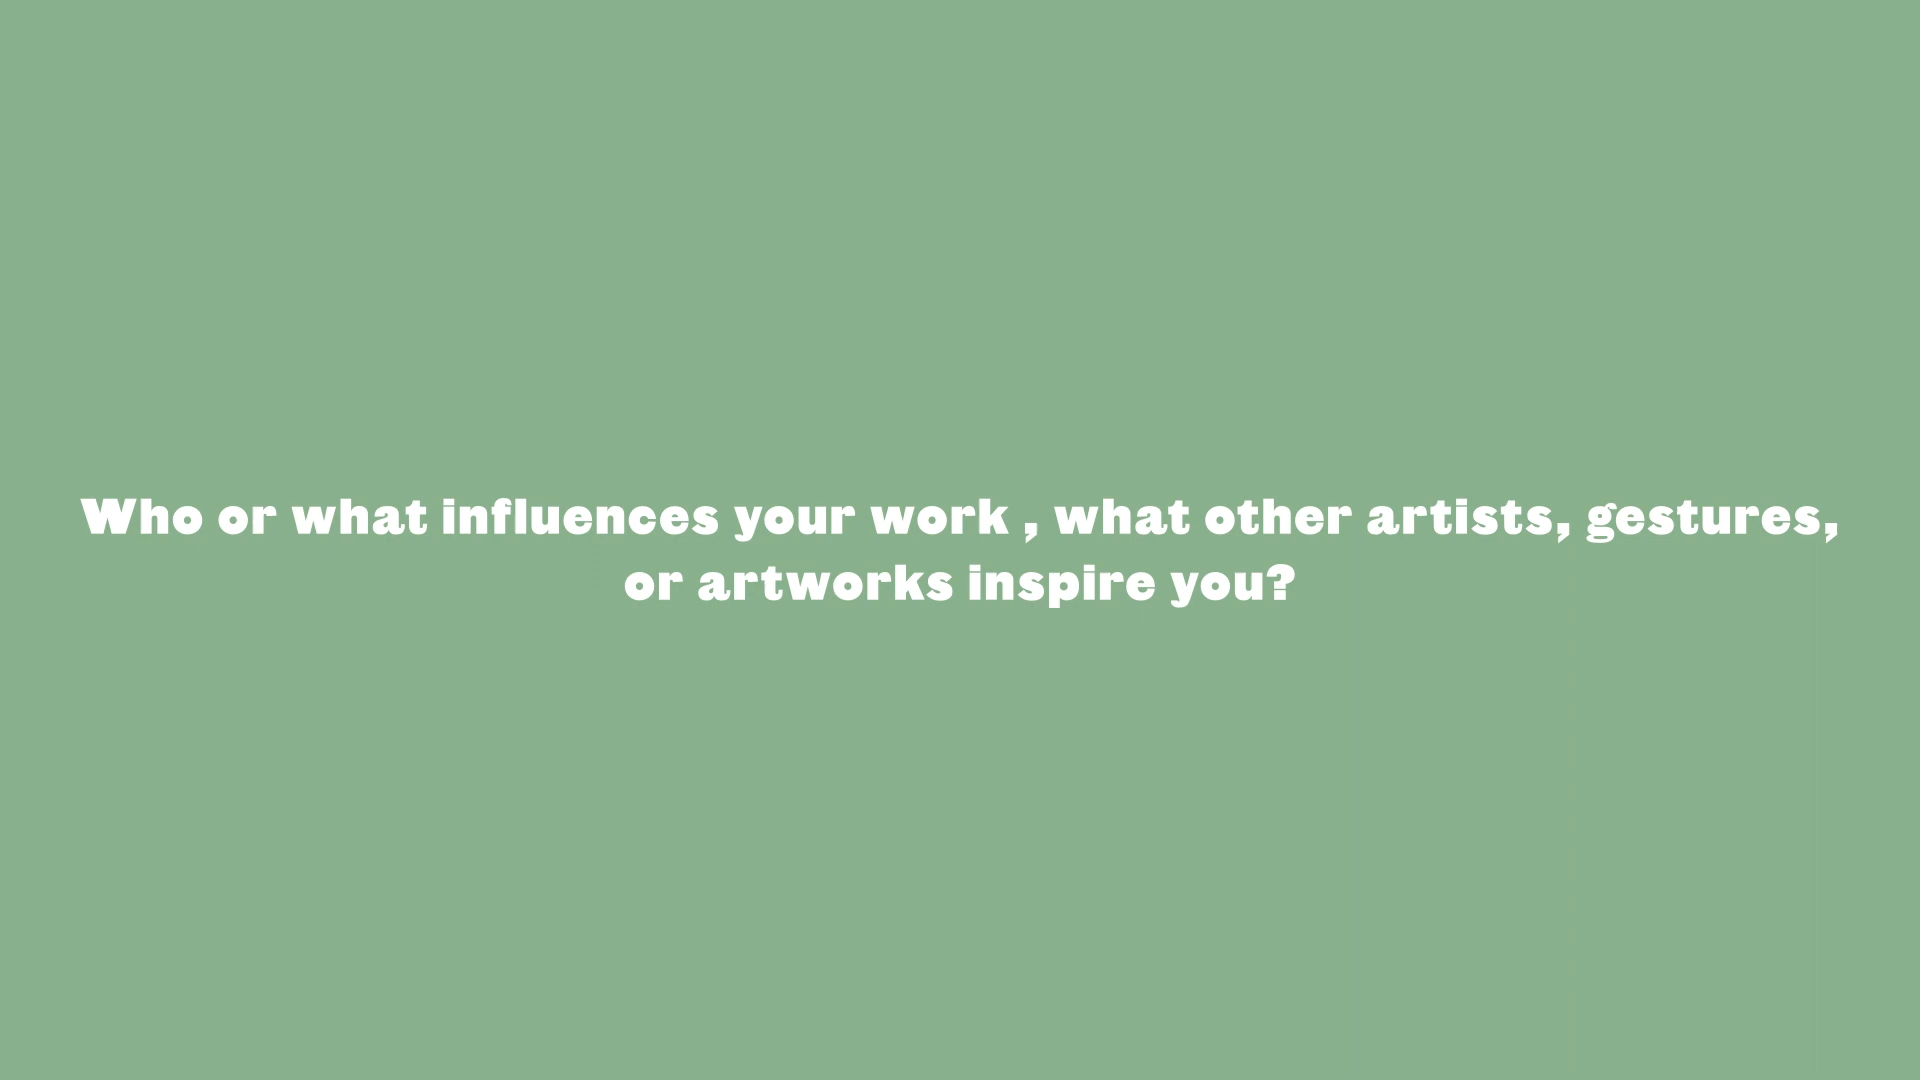 Who or what influences your work , what other artists, gestures,
or artworks inspire you?